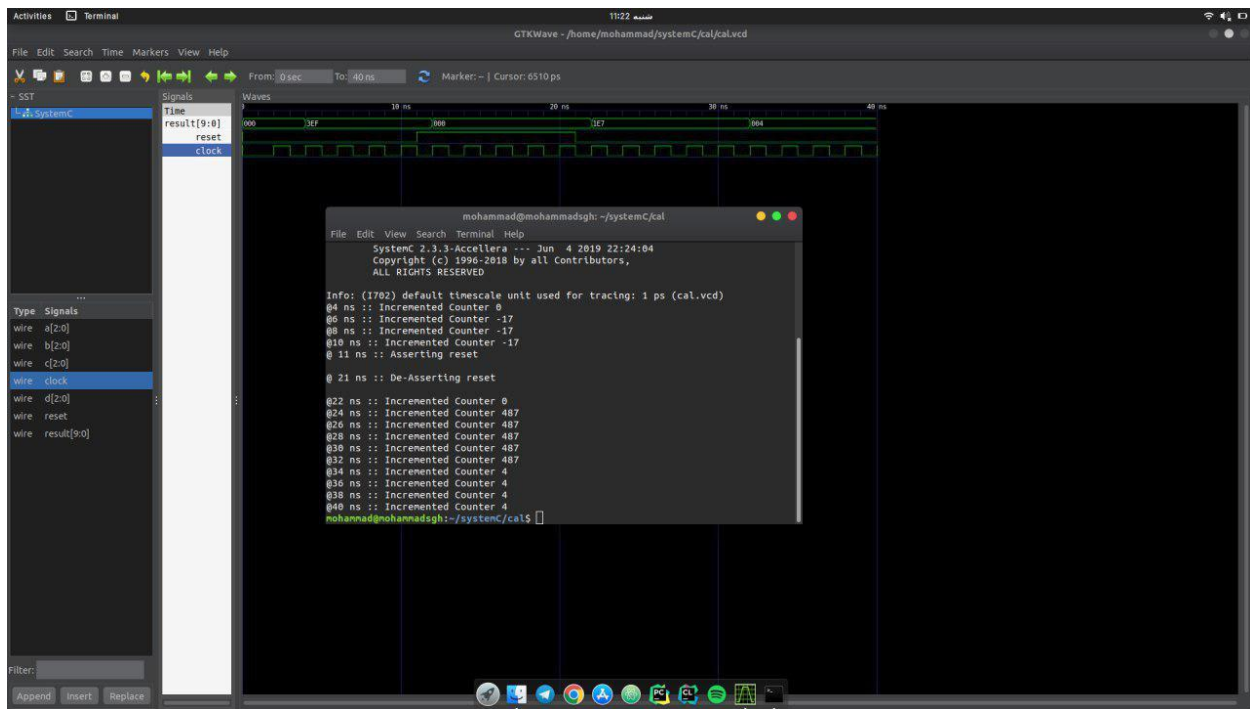 Activities Terminal 11:22 شنبه
GTKWave - /home/mohammad/systemC/cal/cal.vcd
File Edit Search Time Markers View Help
From: 0 sec To: 40 ns Marker: -- | Cursor: 6510 ps
SST
SystemC
Signals
Time
result[9:0]
reset
clock
Waves
10 ns 20 ns 30 ns 40 ns
000 3EF 000 1E7 004
Type Signals
wire a[2:0]
wire b[2:0]
wire c[2:0]
wire clock
wire d[2:0]
wire reset
wire result[9:0]
Filter:
Append Insert Replace
mohammad@mohammadsgh: ~/systemC/cal
File Edit View Search Terminal Help
SystemC 2.3.3-Accellera --- Jun 4 2019 22:24:04
Copyright (c) 1996-2018 by all Contributors,
ALL RIGHTS RESERVED
Info: (I702) default timescale unit used for tracing: 1 ps (cal.vcd)
@4 ns :: Incremented Counter 0
@6 ns :: Incremented Counter -17
@8 ns :: Incremented Counter -17
@10 ns :: Incremented Counter -17
@ 11 ns :: Asserting reset
@ 21 ns :: De-Asserting reset
@22 ns :: Incremented Counter 0
@24 ns :: Incremented Counter 487
@26 ns :: Incremented Counter 487
@28 ns :: Incremented Counter 487
@30 ns :: Incremented Counter 487
@32 ns :: Incremented Counter 487
@34 ns :: Incremented Counter 4
@36 ns :: Incremented Counter 4
@38 ns :: Incremented Counter 4
@40 ns :: Incremented Counter 4
mohammad@mohammadsgh:~/systemC/cal$
PC CL